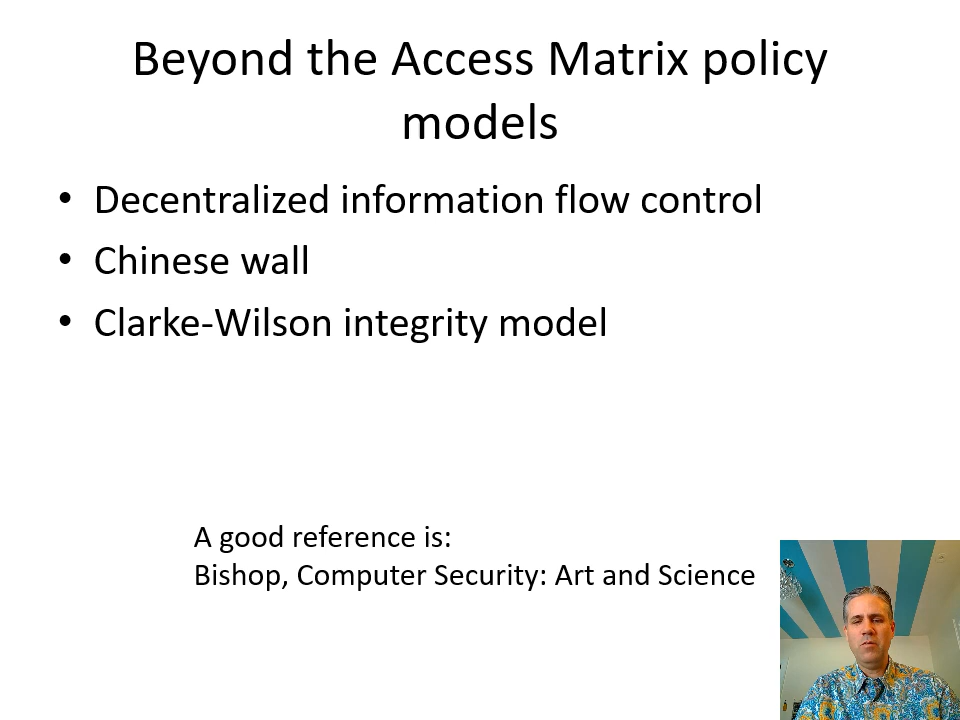 Beyond the Access Matrix policy
models
• Decentralized information flow control
• Chinese wall
• Clarke-Wilson integrity model
A good reference is:
Bishop, Computer Security: Art and Science